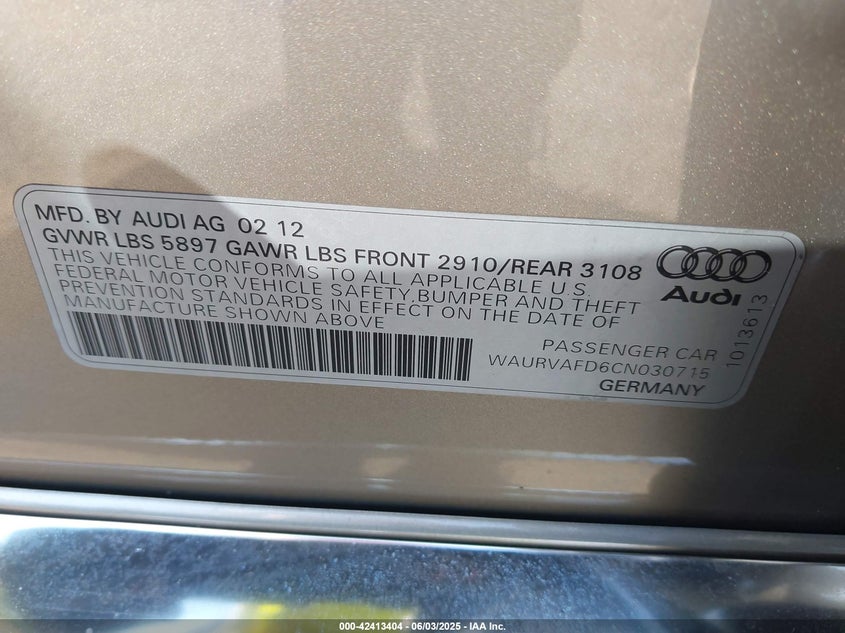 MFD. BY AUDI AG 02 12
GVWR LBS 5897 GAWR LBS FRONT 2910/REAR 3108
THIS VEHICLE CONFORMS TO ALL APPLICABLE U.S.
FEDERAL MOTOR VEHICLE SAFETY,BUMPER AND THEFT
PREVENTION STANDARDS IN EFFECT ON THE DATE OF
MANUFACTURE SHOWN ABOVE
Audi
1013613
PASSENGER CAR
WAURVAFD6CN030715
GERMANY
000-42413404 - 06/03/2025 - IAA Inc.